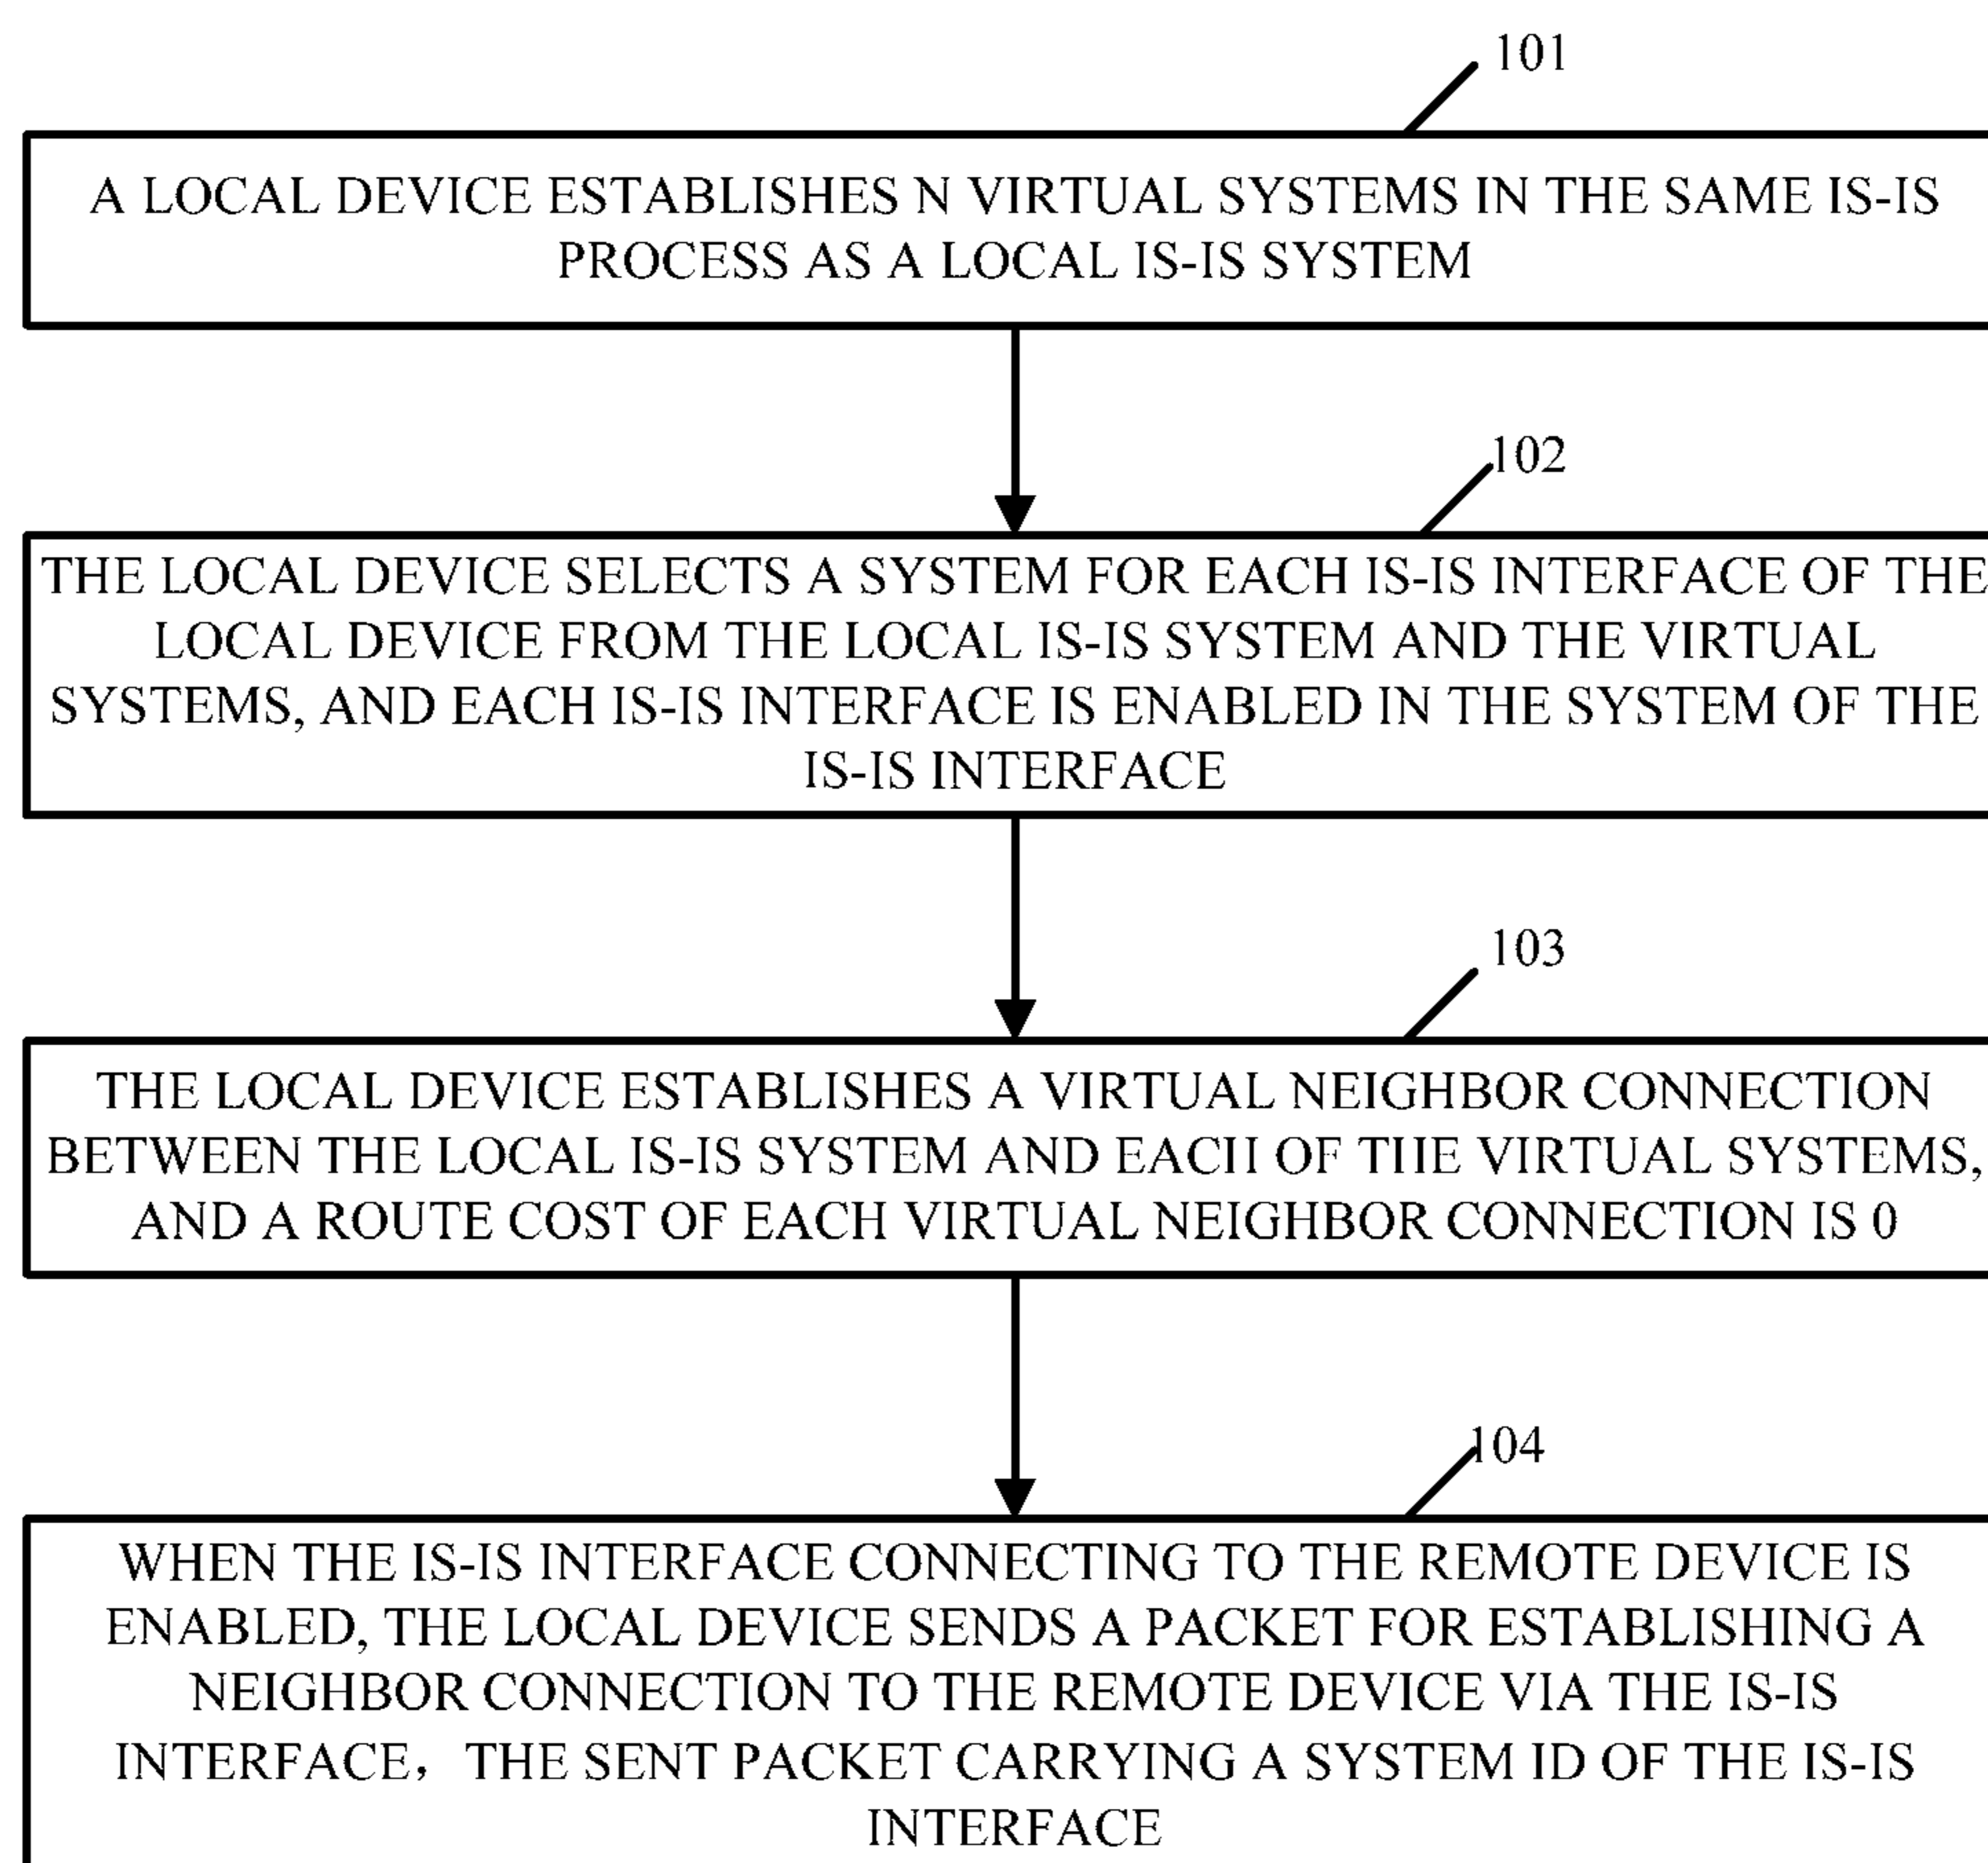 101
A LOCAL DEVICE ESTABLISHES N VIRTUAL SYSTEMS IN THE SAME IS-IS
PROCESS AS A LOCAL IS-IS SYSTEM
102
THE LOCAL DEVICE SELECTS A SYSTEM FOR EACH IS-IS INTERFACE OF THE
LOCAL DEVICE FROM THE LOCAL IS-IS SYSTEM AND THE VIRTUAL
SYSTEMS, AND EACH IS-IS INTERFACE IS ENABLED IN THE SYSTEM OF THE
IS-IS INTERFACE
103
THE LOCAL DEVICE ESTABLISHES A VIRTUAL NEIGHBOR CONNECTION
BETWEEN THE LOCAL IS-IS SYSTEM AND EACH OF THE VIRTUAL SYSTEMS,
AND A ROUTE COST OF EACH VIRTUAL NEIGHBOR CONNECTION IS 0
104
WHEN THE IS-IS INTERFACE CONNECTING TO THE REMOTE DEVICE IS
ENABLED, THE LOCAL DEVICE SENDS A PACKET FOR ESTABLISHING A
NEIGHBOR CONNECTION TO THE REMOTE DEVICE VIA THE IS-IS
INTERFACE，THE SENT PACKET CARRYING A SYSTEM ID OF THE IS-IS
INTERFACE